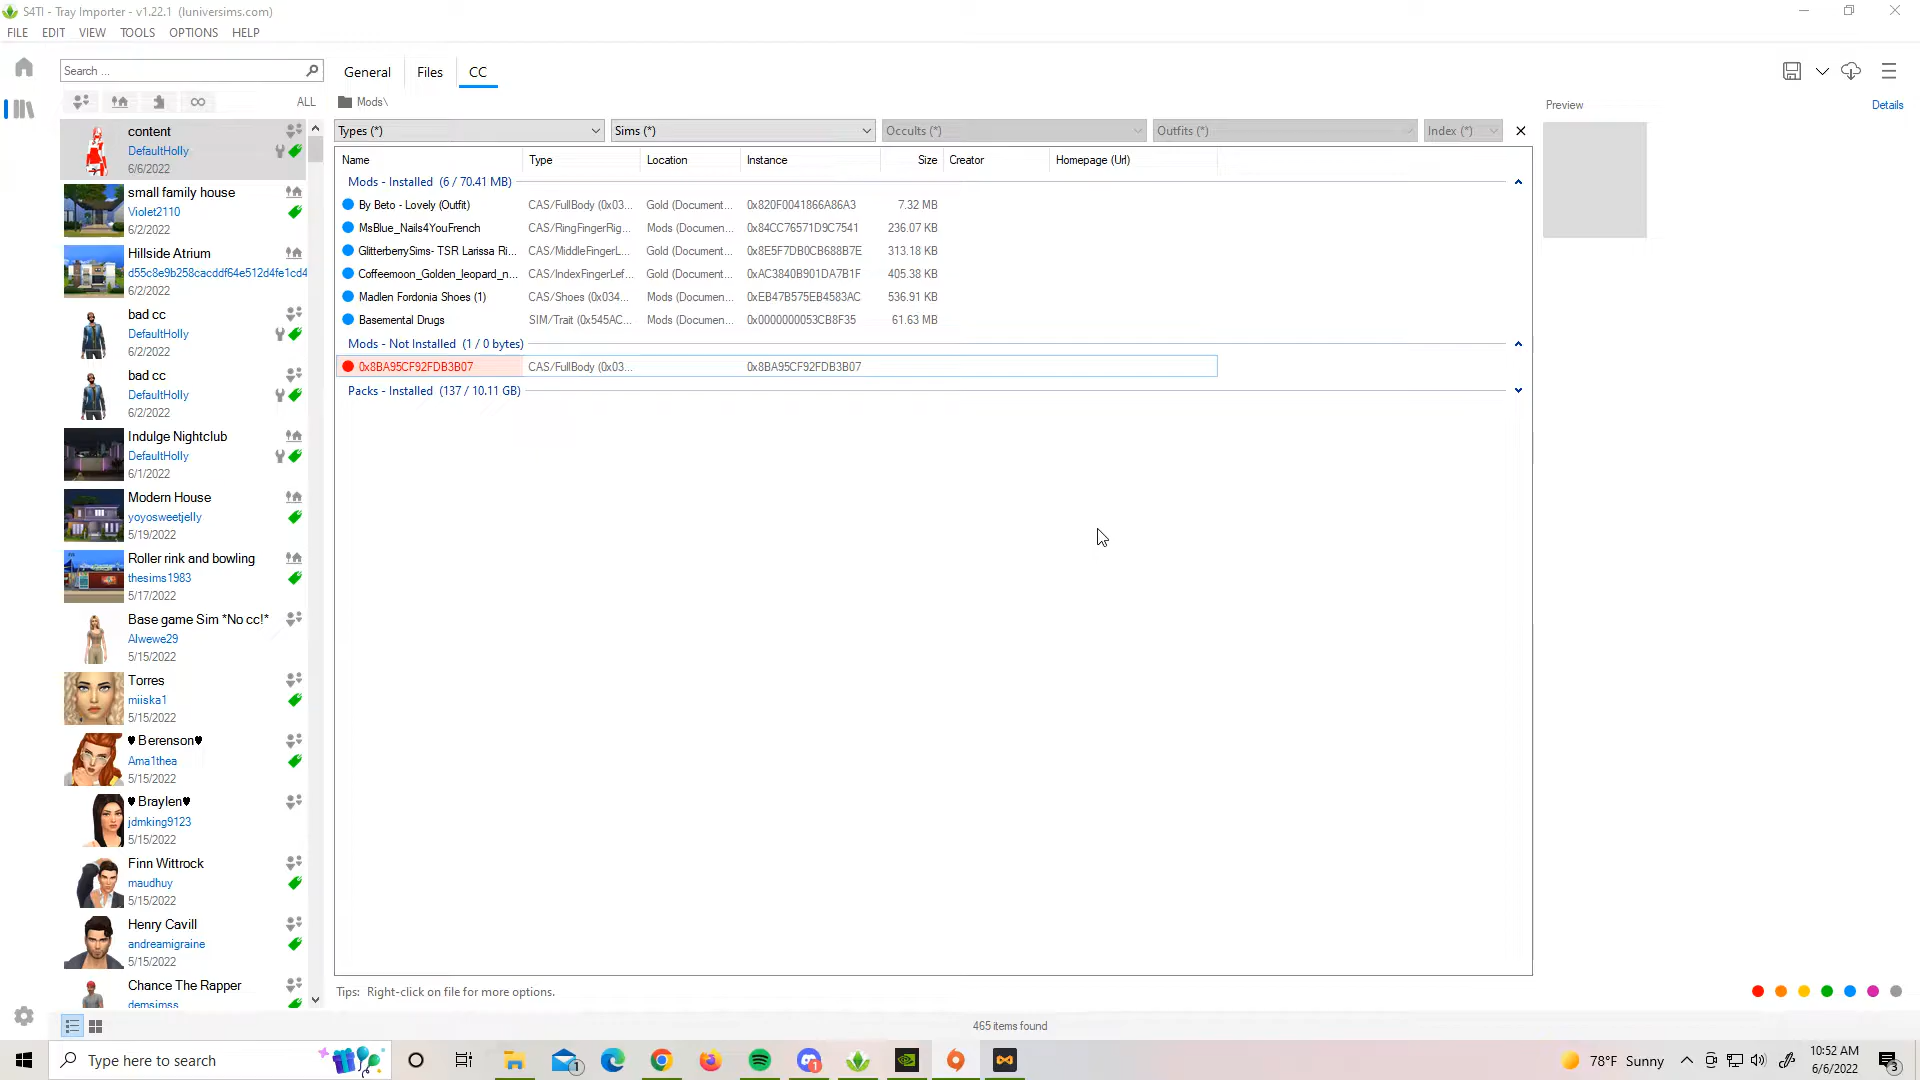 S4TI - Tray Importer - v1.22.1 (luniversims.com)
FILE EDIT VIEW TOOLS OPTIONS HELP
Search ...
ALL
content
DefaultHolly
6/6/2022
small family house
Violet2110
6/2/2022
Hillside Atrium
d55c8e9b258cacddf64e512d4fe1cd4
6/2/2022
bad cc
DefaultHolly
6/2/2022
bad cc
DefaultHolly
6/2/2022
Indulge Nightclub
DefaultHolly
6/1/2022
Modern House
yoyosweetjelly
5/19/2022
Roller rink and bowling
thesims1983
5/17/2022
Base game Sim *No cc!*
Alwewe29
5/15/2022
Torres
miiska1
5/15/2022
♥Berenson♥
Ama1thea
5/15/2022
♥Braylen♥
jdmking9123
5/15/2022
Finn Wittrock
maudhuy
5/15/2022
Henry Cavill
andreamigraine
5/15/2022
Chance The Rapper
demsimss
General Files CC
Mods\
Types (*) Sims (*) Occults (*) Outfits (*) Index (*)
Name Type Location Instance Size Creator Homepage (Url)
Mods - Installed (6 / 70.41 MB)
By Beto - Lovely (Outfit) CAS/FullBody (0x03... Gold (Document... 0x820F0041866A86A3 7.32 MB
MsBlue_Nails4YouFrench CAS/RingFingerRig... Mods (Documen... 0x84CC76571D9C7541 236.07 KB
GlitterberrySims- TSR Larissa Ri... CAS/MiddleFingerL... Gold (Document... 0x8E5F7DB0CB688B7E 313.18 KB
Coffeemoon_Golden_leopard_n... CAS/IndexFingerLef... Gold (Document... 0xAC3840B901DA7B1F 405.38 KB
Madlen Fordonia Shoes (1) CAS/Shoes (0x034... Mods (Documen... 0xEB47B575EB4583AC 536.91 KB
Basemental Drugs SIM/Trait (0x545AC... Mods (Documen... 0x0000000053CB8F35 61.63 MB
Mods - Not Installed (1 / 0 bytes)
0x8BA95CF92FDB3B07 CAS/FullBody (0x03... 0x8BA95CF92FDB3B07
Packs - Installed (137 / 10.11 GB)
Preview Details
Tips: Right-click on file for more options.
465 items found
Type here to search
1
1
78°F Sunny
10:52 AM
6/6/2022
3